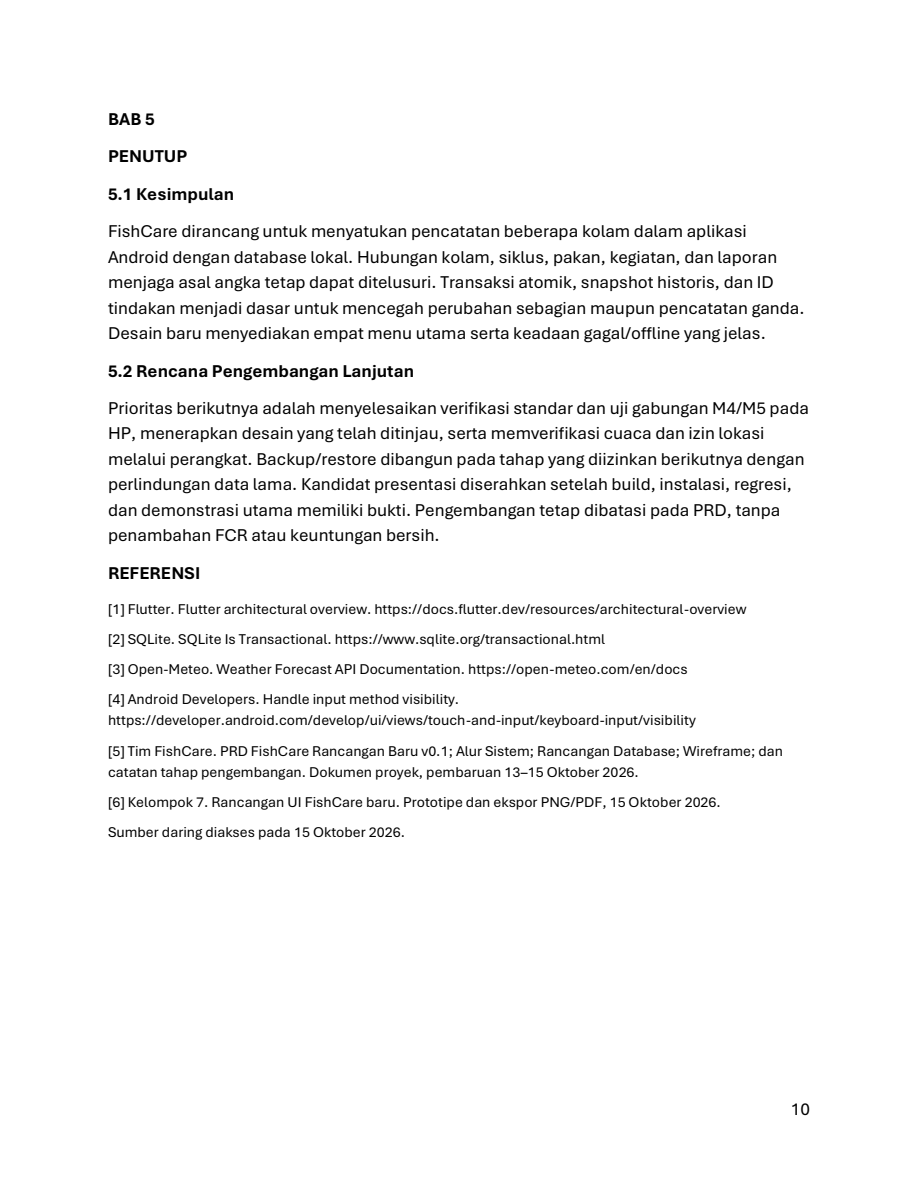 BAB 5
PENUTUP
5.1 Kesimpulan
FishCare dirancang untuk menyatukan pencatatan beberapa kolam dalam aplikasi
Android dengan database lokal. Hubungan kolam, siklus, pakan, kegiatan, dan laporan
menjaga asal angka tetap dapat ditelusuri. Transaksi atomik, snapshot historis, dan ID
tindakan menjadi dasar untuk mencegah perubahan sebagian maupun pencatatan ganda.
Desain baru menyediakan empat menu utama serta keadaan gagal/offline yang jelas.
5.2 Rencana Pengembangan Lanjutan
Prioritas berikutnya adalah menyelesaikan verifikasi standar dan uji gabungan M4/M5 pada
HP, menerapkan desain yang telah ditinjau, serta memverifikasi cuaca dan izin lokasi
melalui perangkat. Backup/restore dibangun pada tahap yang diizinkan berikutnya dengan
perlindungan data lama. Kandidat presentasi diserahkan setelah build, instalasi, regresi,
dan demonstrasi utama memiliki bukti. Pengembangan tetap dibatasi pada PRD, tanpa
penambahan FCR atau keuntungan bersih.
REFERENSI
[1] Flutter. Flutter architectural overview. https://docs.flutter.dev/resources/architectural-overview
[2] SQLite. SQLite Is Transactional. https://www.sqlite.org/transactional.html
[3] Open-Meteo. Weather Forecast API Documentation. https://open-meteo.com/en/docs
[4] Android Developers. Handle input method visibility.
https://developer.android.com/develop/ui/views/touch-and-input/keyboard-input/visibility
[5] Tim FishCare. PRD FishCare Rancangan Baru v0.1; Alur Sistem; Rancangan Database; Wireframe; dan
catatan tahap pengembangan. Dokumen proyek, pembaruan 13–15 Oktober 2026.
[6] Kelompok 7. Rancangan UI FishCare baru. Prototipe dan ekspor PNG/PDF, 15 Oktober 2026.
Sumber daring diakses pada 15 Oktober 2026.
10